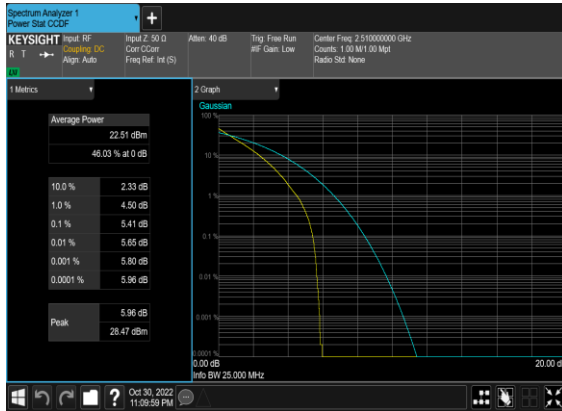 Spectrum Analyzer 1
Power Stat CCDF
+
KEYSIGHT
R T
LU
Input: RF
Coupling: DC
Align: Auto
Input Z: 50 Ω
Corr CCorr
Freq Ref: Int (S)
Atten: 40 dB
Trig: Free Run
#IF Gain: Low
Center Freq: 2.510000000 GHz
Counts: 1.00 M/1.00 Mpt
Radio Std: None
1 Metrics
Average Power
22.51 dBm
46.03 % at 0 dB
10.0 % 2.33 dB
1.0 % 4.50 dB
0.1 % 5.41 dB
0.01 % 5.65 dB
0.001 % 5.80 dB
0.0001 % 5.96 dB
Peak
5.96 dB
28.47 dBm
2 Graph
Gaussian
100 %
10 %
1 %
0.1 %
0.01 %
0.001 %
0.0001 %
0.00 dB
20.00 d
Info BW 25.000 MHz
?
Oct 30, 2022
11:09:59 PM